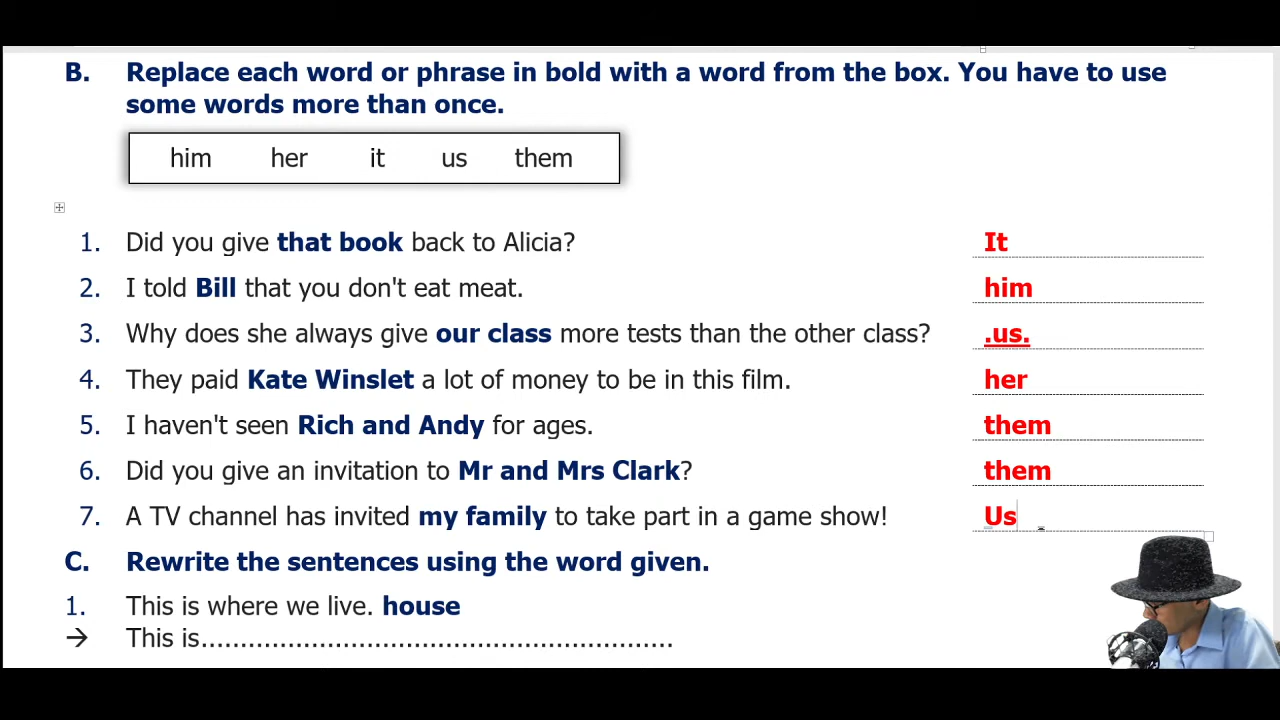 B. Replace each word or phrase in bold with a word from the box. You have to use
some words more than once.
him her it us them
1. Did you give that book back to Alicia? It
2. I told Bill that you don't eat meat. him
3. Why does she always give our class more tests than the other class? .us.
4. They paid Kate Winslet a lot of money to be in this film. her
5. I haven't seen Rich and Andy for ages. them
6. Did you give an invitation to Mr and Mrs Clark? them
7. A TV channel has invited my family to take part in a game show! Us
C. Rewrite the sentences using the word given.
1. This is where we live. house
→ This is............................................................